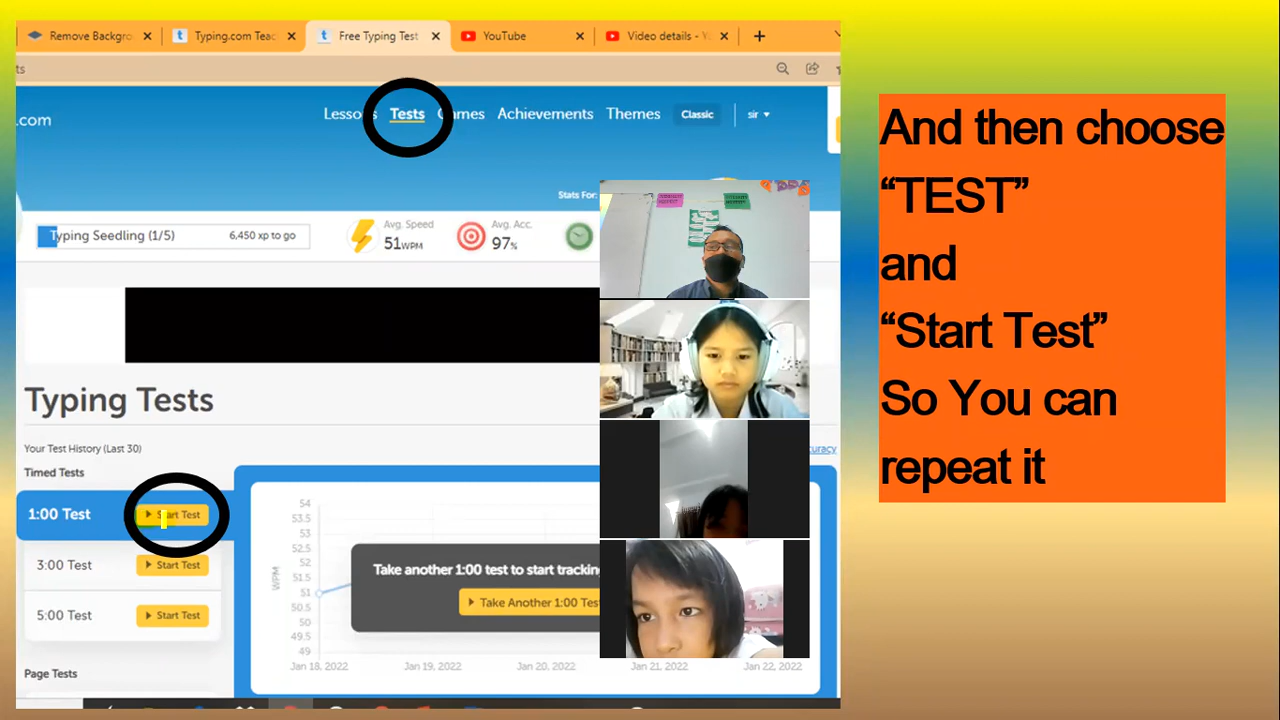 Remove Backgro
Typing.com Teac
Free Typing Test
YouTube
Video details -
ts
.com
Lessons
Tests
Games
Achievements
Themes
Classic
sir
Stats For:
Typing Seedling (1/5)
6,450 xp to go
Avg. Speed
51WPM
Avg. Acc.
97%
Typing Tests
Your Test History (Last 30)
uracy
Timed Tests
1:00 Test
Start Test
3:00 Test
Start Test
5:00 Test
Start Test
Page Tests
54
53.5
53
52.5
52
51.5
51
50.5
50
49.5
49
WPM
Take another 1:00 test to start tracking
Take Another 1:00 Test
Jan 18, 2022
Jan 19, 2022
Jan 20, 2022
Jan 21, 2022
Jan 22, 2022
And then choose
“TEST”
and
“Start Test”
So You can
repeat it